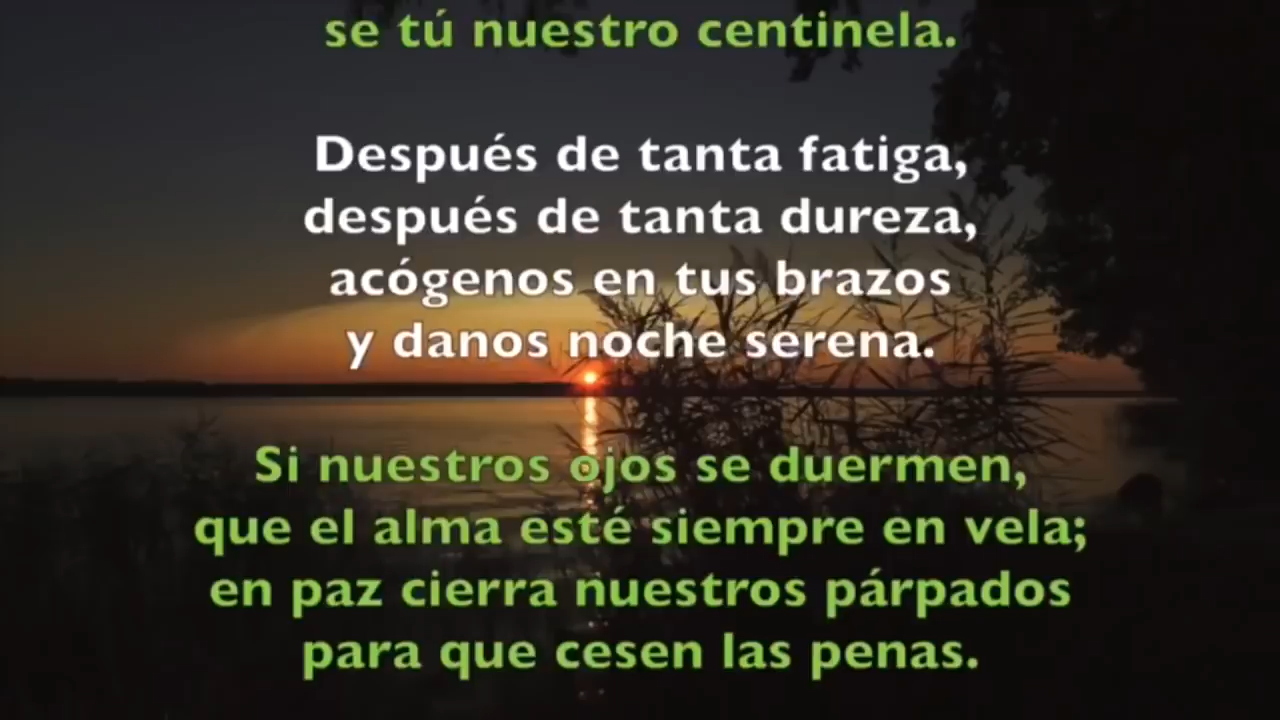 se tú nuestro centinela.
Después de tanta fatiga,
después de tanta dureza,
acógenos en tus brazos
y danos noche serena.
Si nuestros ojos se duermen,
que el alma esté siempre en vela;
en paz cierra nuestros párpados
para que cesen las penas.